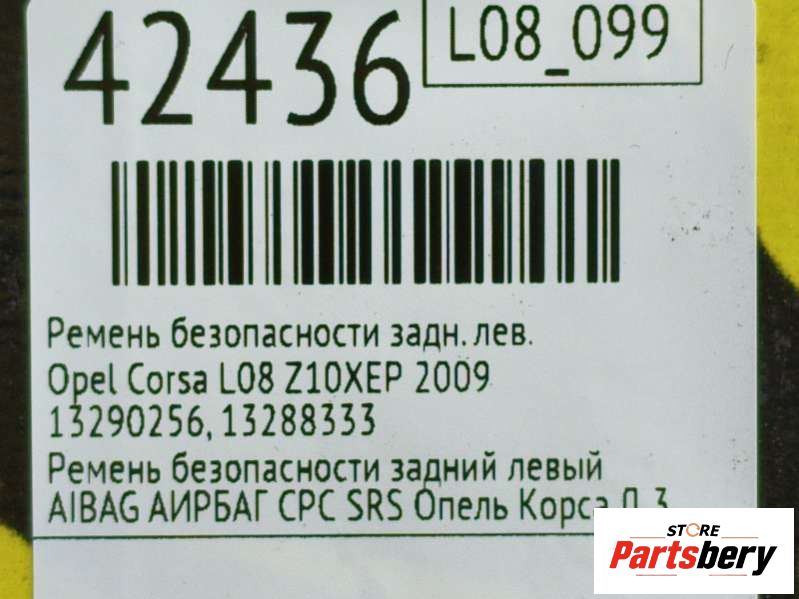 42436
L08_099
Ремень безопасности задн. лев.
Opel Corsa L08 Z10XEP 2009
13290256, 13288333
Ремень безопасности задний левый
AIBAG АИРБАГ СРС SRS Опель Корса
STORE
Partsbery